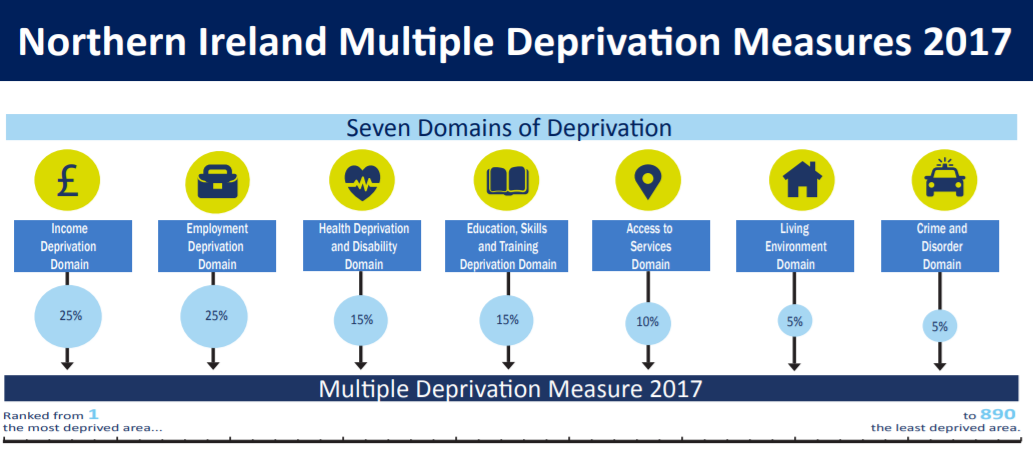 Northern Ireland Multiple Deprivation Measures 2017
Seven Domains of Deprivation
£
Income
Deprivation
Domain
Employment
Deprivation
Domain
Health Deprivation
and Disability
Domain
Education, Skills
and Training
Deprivation Domain
Access to
Services
Domain
Living
Environment
Domain
Crime and
Disorder
Domain
25%
25%
15%
15%
10%
5%
5%
Multiple Deprivation Measure 2017
Ranked from 1
the most deprived area...
to 890
the least deprived area.